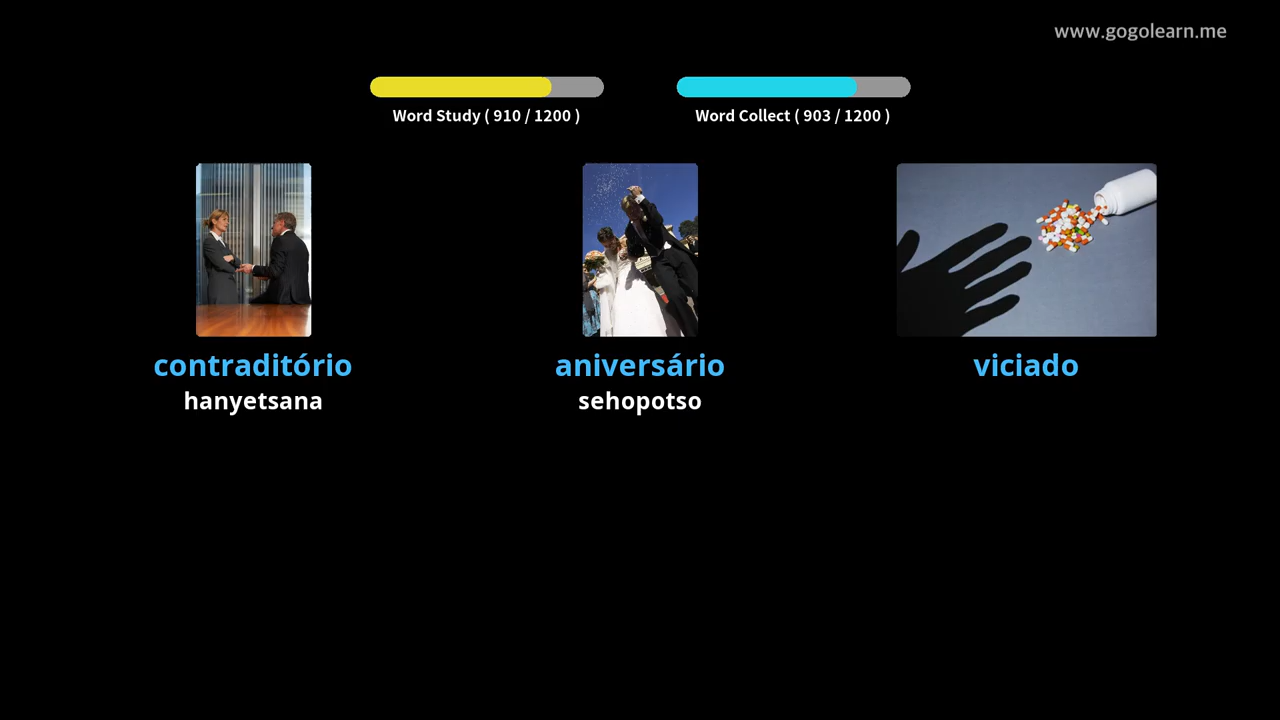 www.gogolearn.me
Word Study ( 910 / 1200 )
Word Collect ( 903 / 1200 )
contraditório
aniversário
viciado
hanyetsana
sehopotso